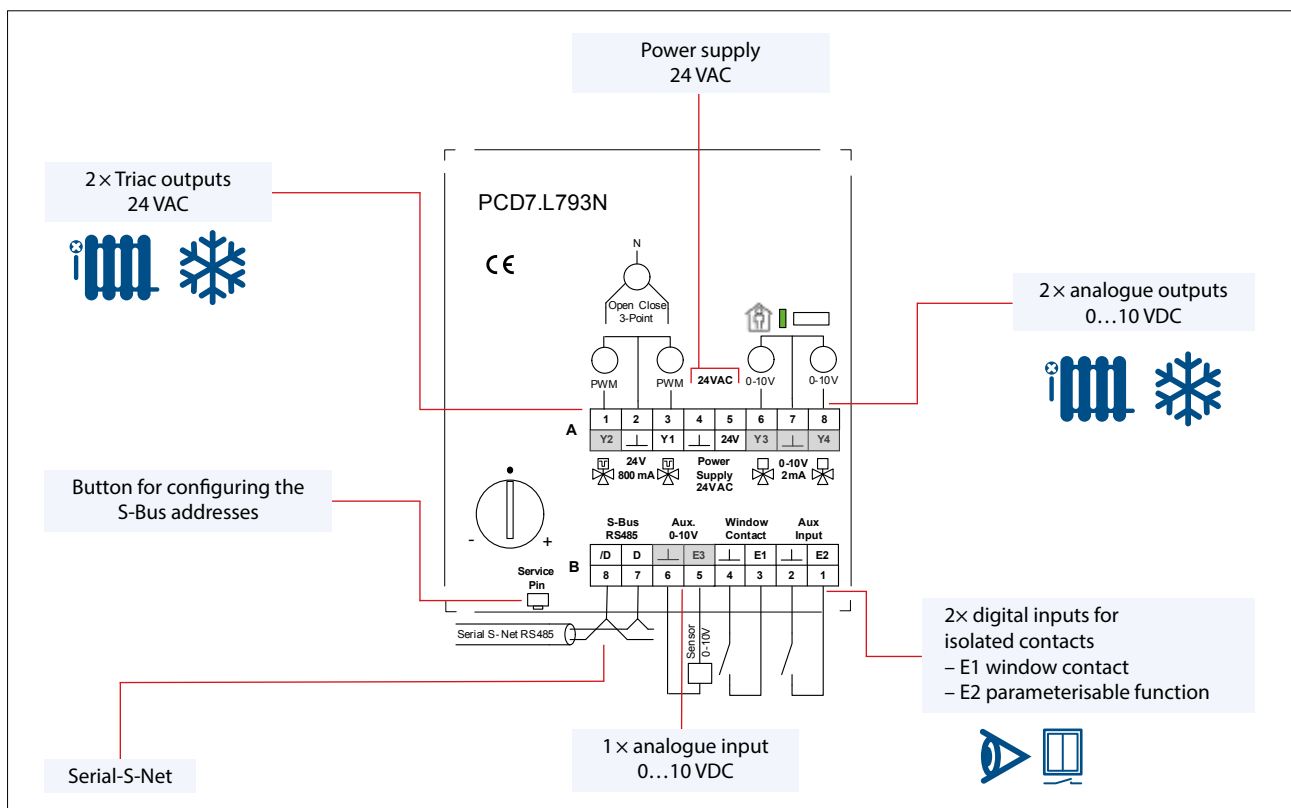 Power supply
24 VAC
2 × Triac outputs
24 VAC
PCD7.L793N
CE
N
Open Close
3-Point
2 × analogue outputs
0…10 VDC
PWM
PWM
24VAC
0-10V
0-10V
1 2 3 4 5 6 7 8
A
Y2 Y1 24V Y3 Y4
24V
800 mA
Power
Supply
24VAC
0-10V
2mA
Button for configuring the
S-Bus addresses
- +
S-Bus
RS485
Aux.
0-10V
Window
Contact
Aux
Input
B
/D D E3 E1 E2
8 7 6 5 4 3 2 1
Service
Pin
Serial S-Net RS485
Sensor
0-10V
2× digital inputs for
isolated contacts
– E1 window contact
– E2 parameterisable function
Serial-S-Net
1 × analogue input
0…10 VDC